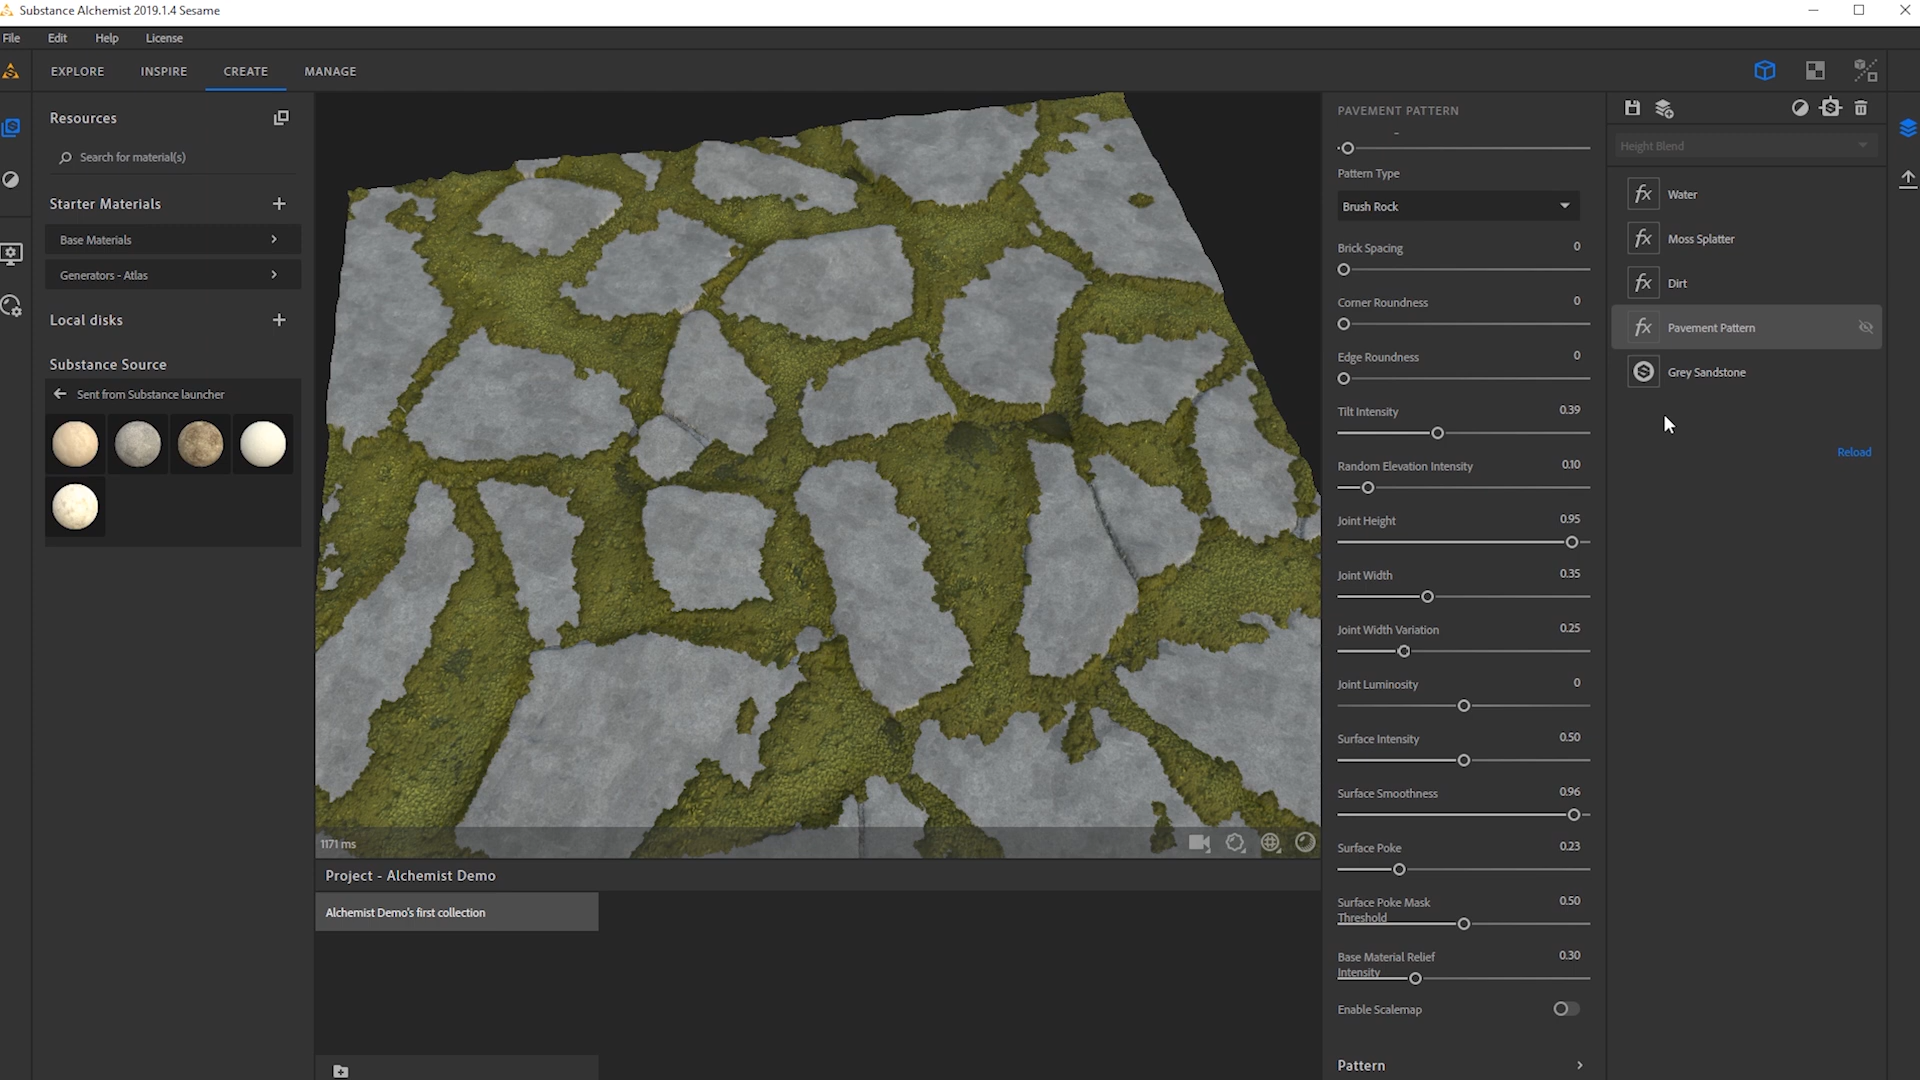 Substance Alchemist 2019.1.4 Sesame
File Edit Help License
EXPLORE INSPIRE CREATE MANAGE
Resources
Search for material(s)
Starter Materials
Base Materials
Generators - Atlas
Local disks
Substance Source
Sent from Substance launcher
1171 ms
Project - Alchemist Demo
Alchemist Demo's first collection
PAVEMENT PATTERN
-
Pattern Type
Brush Rock
Brick Spacing 0
Corner Roundness 0
Edge Roundness 0
Tilt Intensity 0.39
Random Elevation Intensity 0.10
Joint Height 0.95
Joint Width 0.35
Joint Width Variation 0.25
Joint Luminosity 0
Surface Intensity 0.50
Surface Smoothness 0.96
Surface Poke 0.23
Surface Poke Mask 0.50
Threshold
Base Material Relief 0.30
Intensity
Enable Scalemap
Pattern
Height Blend
fx Water
fx Moss Splatter
fx Dirt
fx Pavement Pattern
Grey Sandstone
Reload